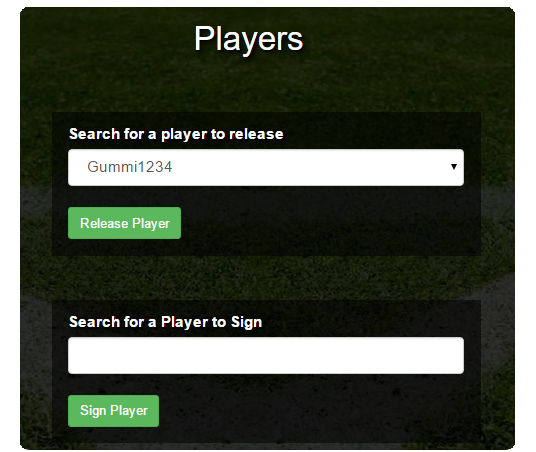 Players
Search for a player to release
Gummi1234
Release Player
Search for a Player to Sign
Sign Player